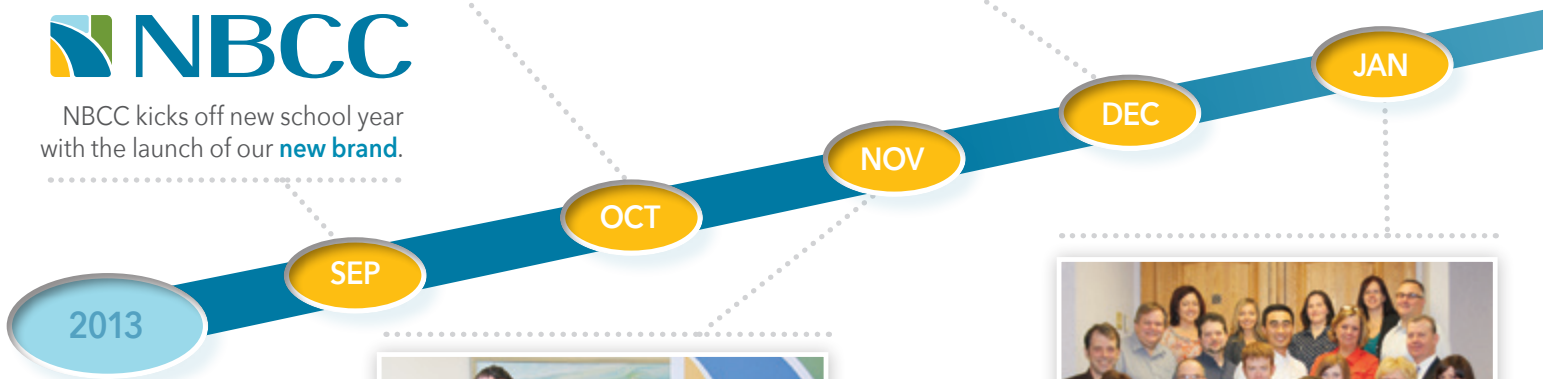 NBCC
NBCC kicks off new school year
with the launch of our new brand.
2013
SEP
OCT
NOV
DEC
JAN